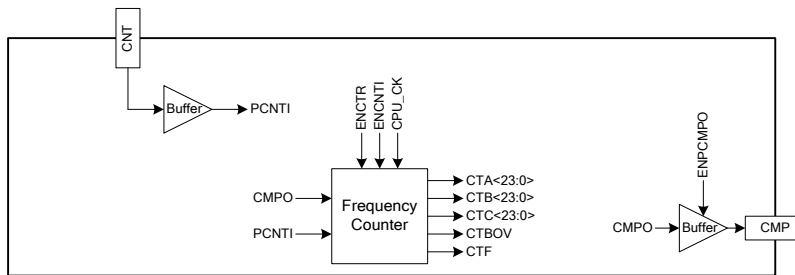 CNT
Buffer
PCNTI
ENCTR
ENCNTI
CPU_CK
CMPO
PCNTI
Frequency
Counter
CTA<23:0>
CTB<23:0>
CTC<23:0>
CTBOV
CTF
ENPCMPO
CMPO
Buffer
CMP